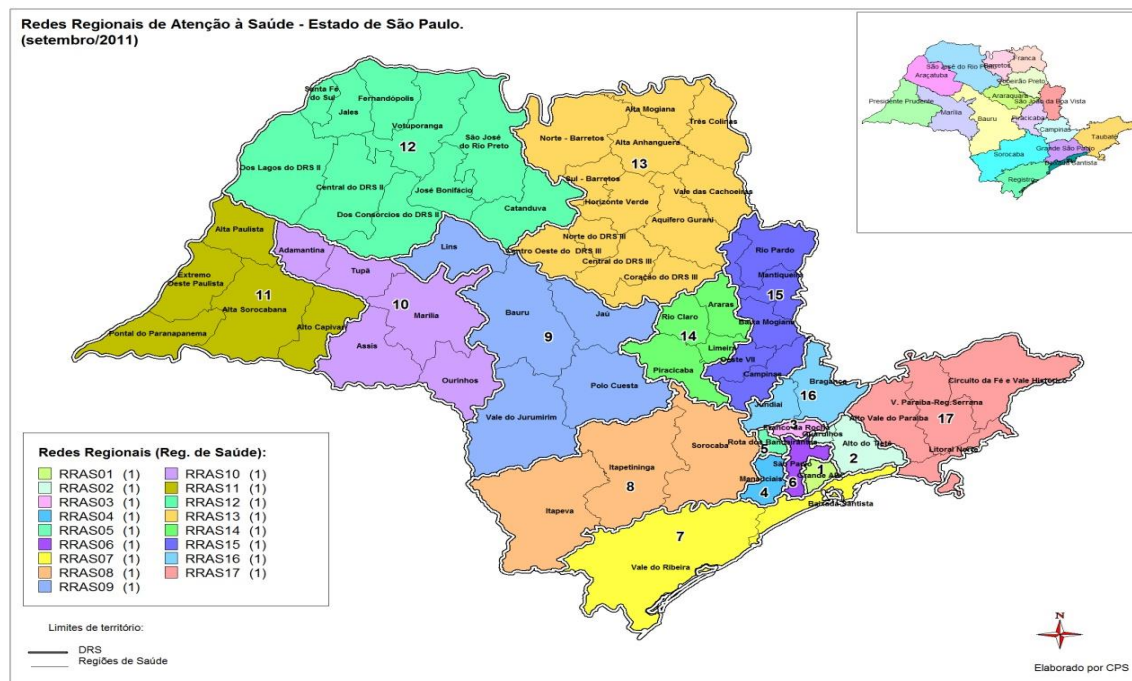 Redes Regionais de Atenção à Saúde - Estado de São Paulo.
(setembro/2011)
São José do Rio Preto
Barretos
Franca
Araçatuba
Ribeirão Preto
Araraquara
São João da Boa Vista
Presidente Prudente
Marília
Bauru
Piracicaba
Campinas
Taubaté
Grande São Paulo
Sorocaba
Baixada Santista
Registro
Santa Fé
do Sul
Jales
Fernandópolis
Votuporanga
12
São José
do Rio Preto
Dos Lagos do DRS II
Central do DRS II
José Bonifácio
Dos Consórcios do DRS II
Catanduva
Alta Mogiana
Três Colinas
Norte - Barretos
Alta Anhanguera
13
Sul - Barretos
Horizonte Verde
Vale das Cachoeiras
Aquífero Gurani
Norte do DRS III
Centro Oeste do DRS III
Central do DRS III
Coração do DRS III
Alta Paulista
Adamantina
Lins
Tupã
Extremo
Oeste Paulista
11
Alta Sorocabana
10
Marília
Pontal do Paranapanema
Alto Capivari
Assis
Ourinhos
Bauru
Jaú
9
Polo Cuesta
Vale do Jurumirim
Rio Pardo
Mantiqueira
15
Araras
Rio Claro
14
Baixa Mogiana
Limeira
Oeste VII
Piracicaba
Campinas
Bragança
16
Jundiaí
Circuito da Fé e Vale Histórico
V. Paraíba-Reg.Serrana
Alto Vale do Paraíba
17
Litoral Norte
3
Franco da Rocha
Guarulhos
Rota dos Bandeirantes
5
Alto do Tietê
2
São Paulo
1
Grande ABC
Mananciais
4
6
Baixada Santista
Sorocaba
Itapetininga
8
Itapeva
7
Vale do Ribeira
Redes Regionais (Reg. de Saúde):
RRAS01 (1)
RRAS02 (1)
RRAS03 (1)
RRAS04 (1)
RRAS05 (1)
RRAS06 (1)
RRAS07 (1)
RRAS08 (1)
RRAS09 (1)
RRAS10 (1)
RRAS11 (1)
RRAS12 (1)
RRAS13 (1)
RRAS14 (1)
RRAS15 (1)
RRAS16 (1)
RRAS17 (1)
Limites de território:
DRS
Regiões de Saúde
N
Elaborado por CPS